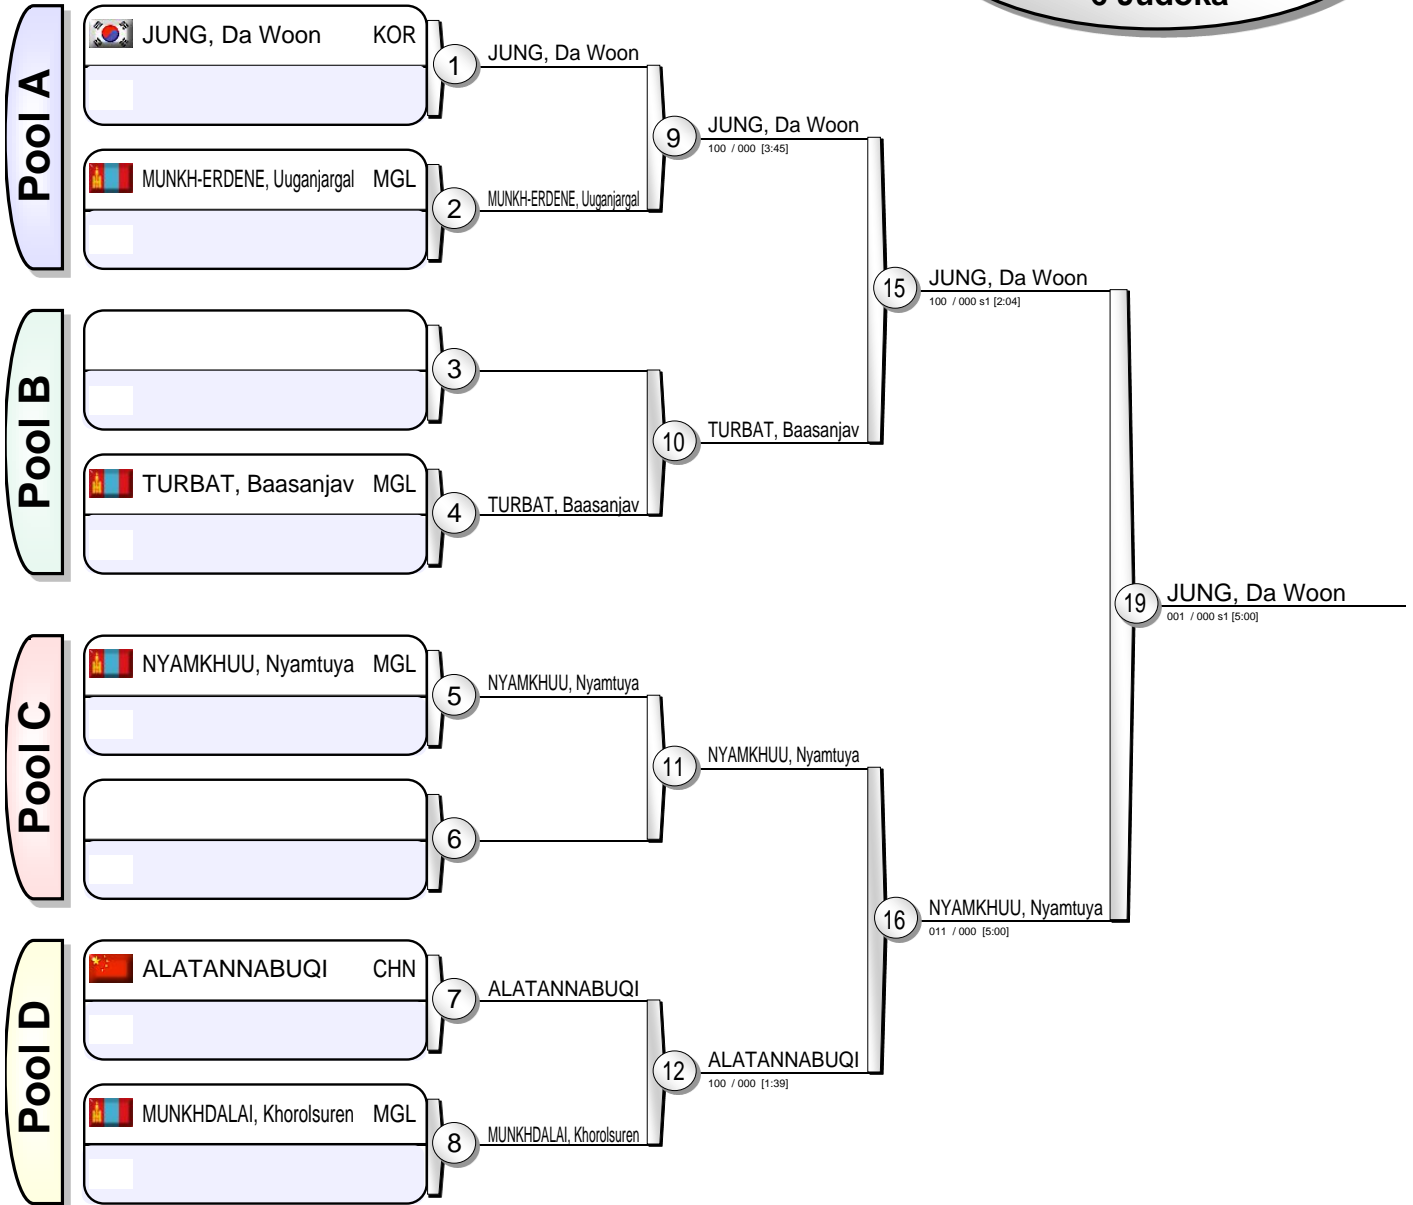 6 Judoka
Pool A
JUNG, Da Woon KOR
1
JUNG, Da Woon
MUNKH-ERDENE, Uuganjargal MGL
2
MUNKH-ERDENE, Uuganjargal
9
JUNG, Da Woon
100 / 000 [3:45]
Pool B
3
TURBAT, Baasanjav MGL
4
TURBAT, Baasanjav
10
TURBAT, Baasanjav
15
JUNG, Da Woon
100 / 000 s1 [2:04]
Pool C
NYAMKHUU, Nyamtuya MGL
5
NYAMKHUU, Nyamtuya
6
11
NYAMKHUU, Nyamtuya
Pool D
ALATANNABUQI CHN
7
ALATANNABUQI
MUNKHDALAI, Khorolsuren MGL
8
MUNKHDALAI, Khorolsuren
12
ALATANNABUQI
100 / 000 [1:39]
16
NYAMKHUU, Nyamtuya
011 / 000 [5:00]
19
JUNG, Da Woon
001 / 000 s1 [5:00]